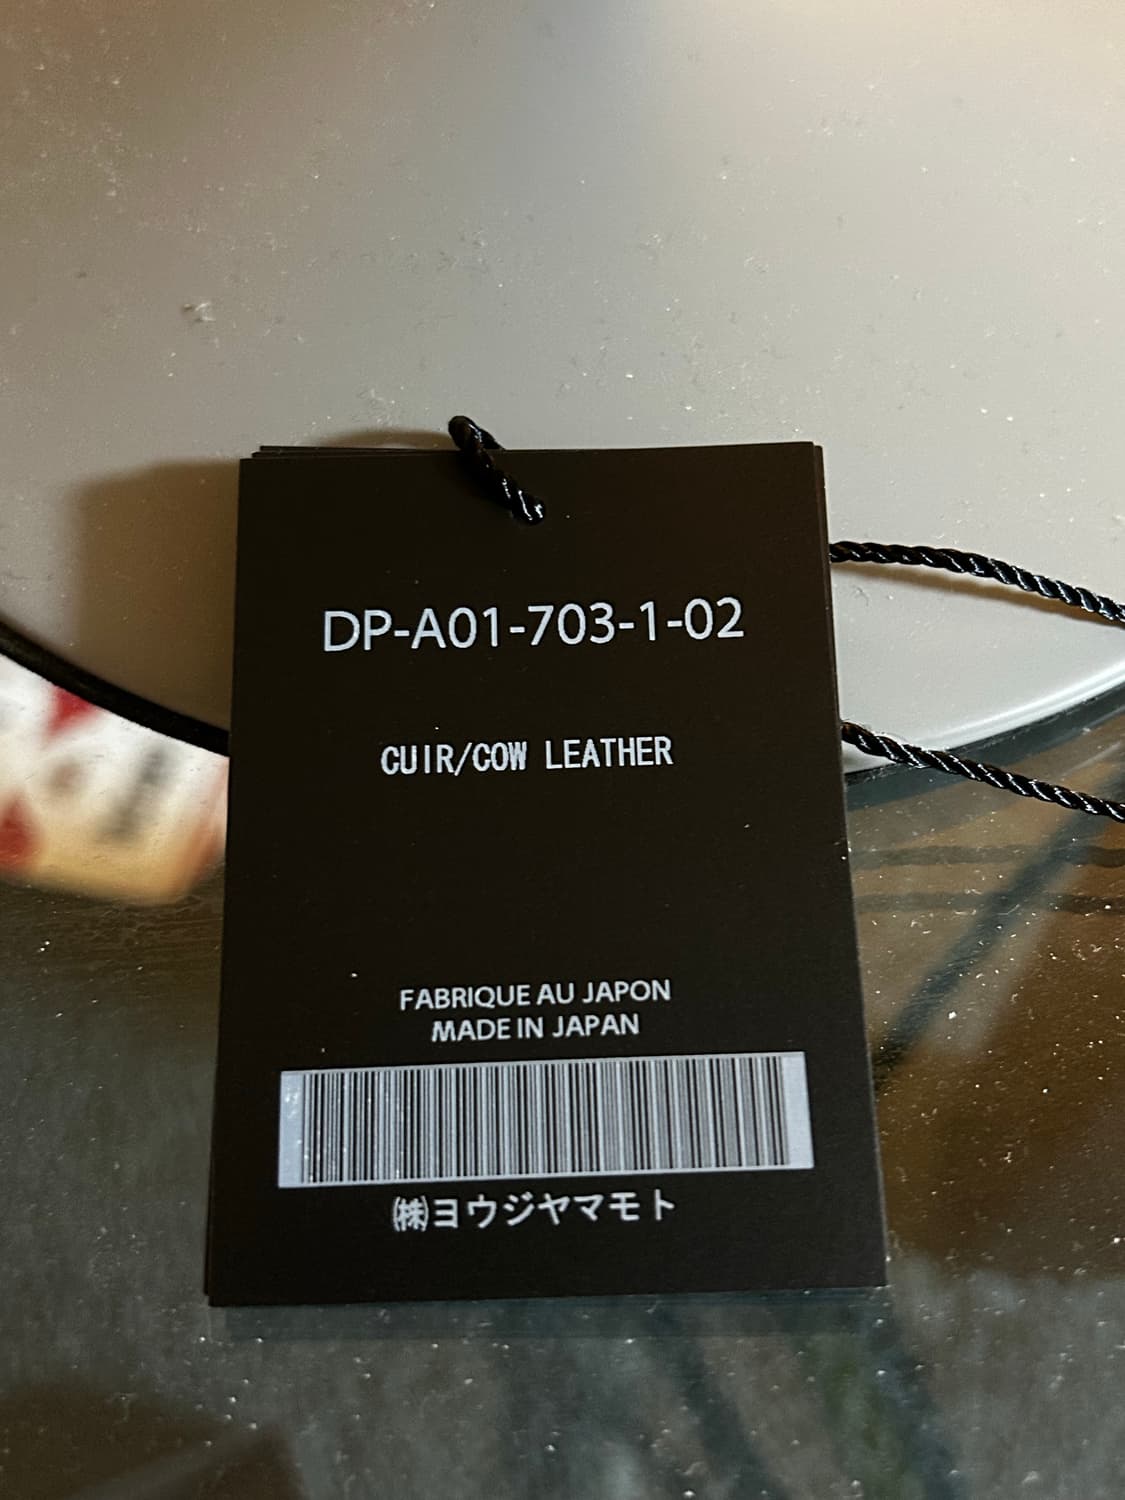 DP-A01-703-1-02
CUIR/COW LEATHER
FABRIQUE AU JAPON
MADE IN JAPAN
㈱ヨウジヤマモト